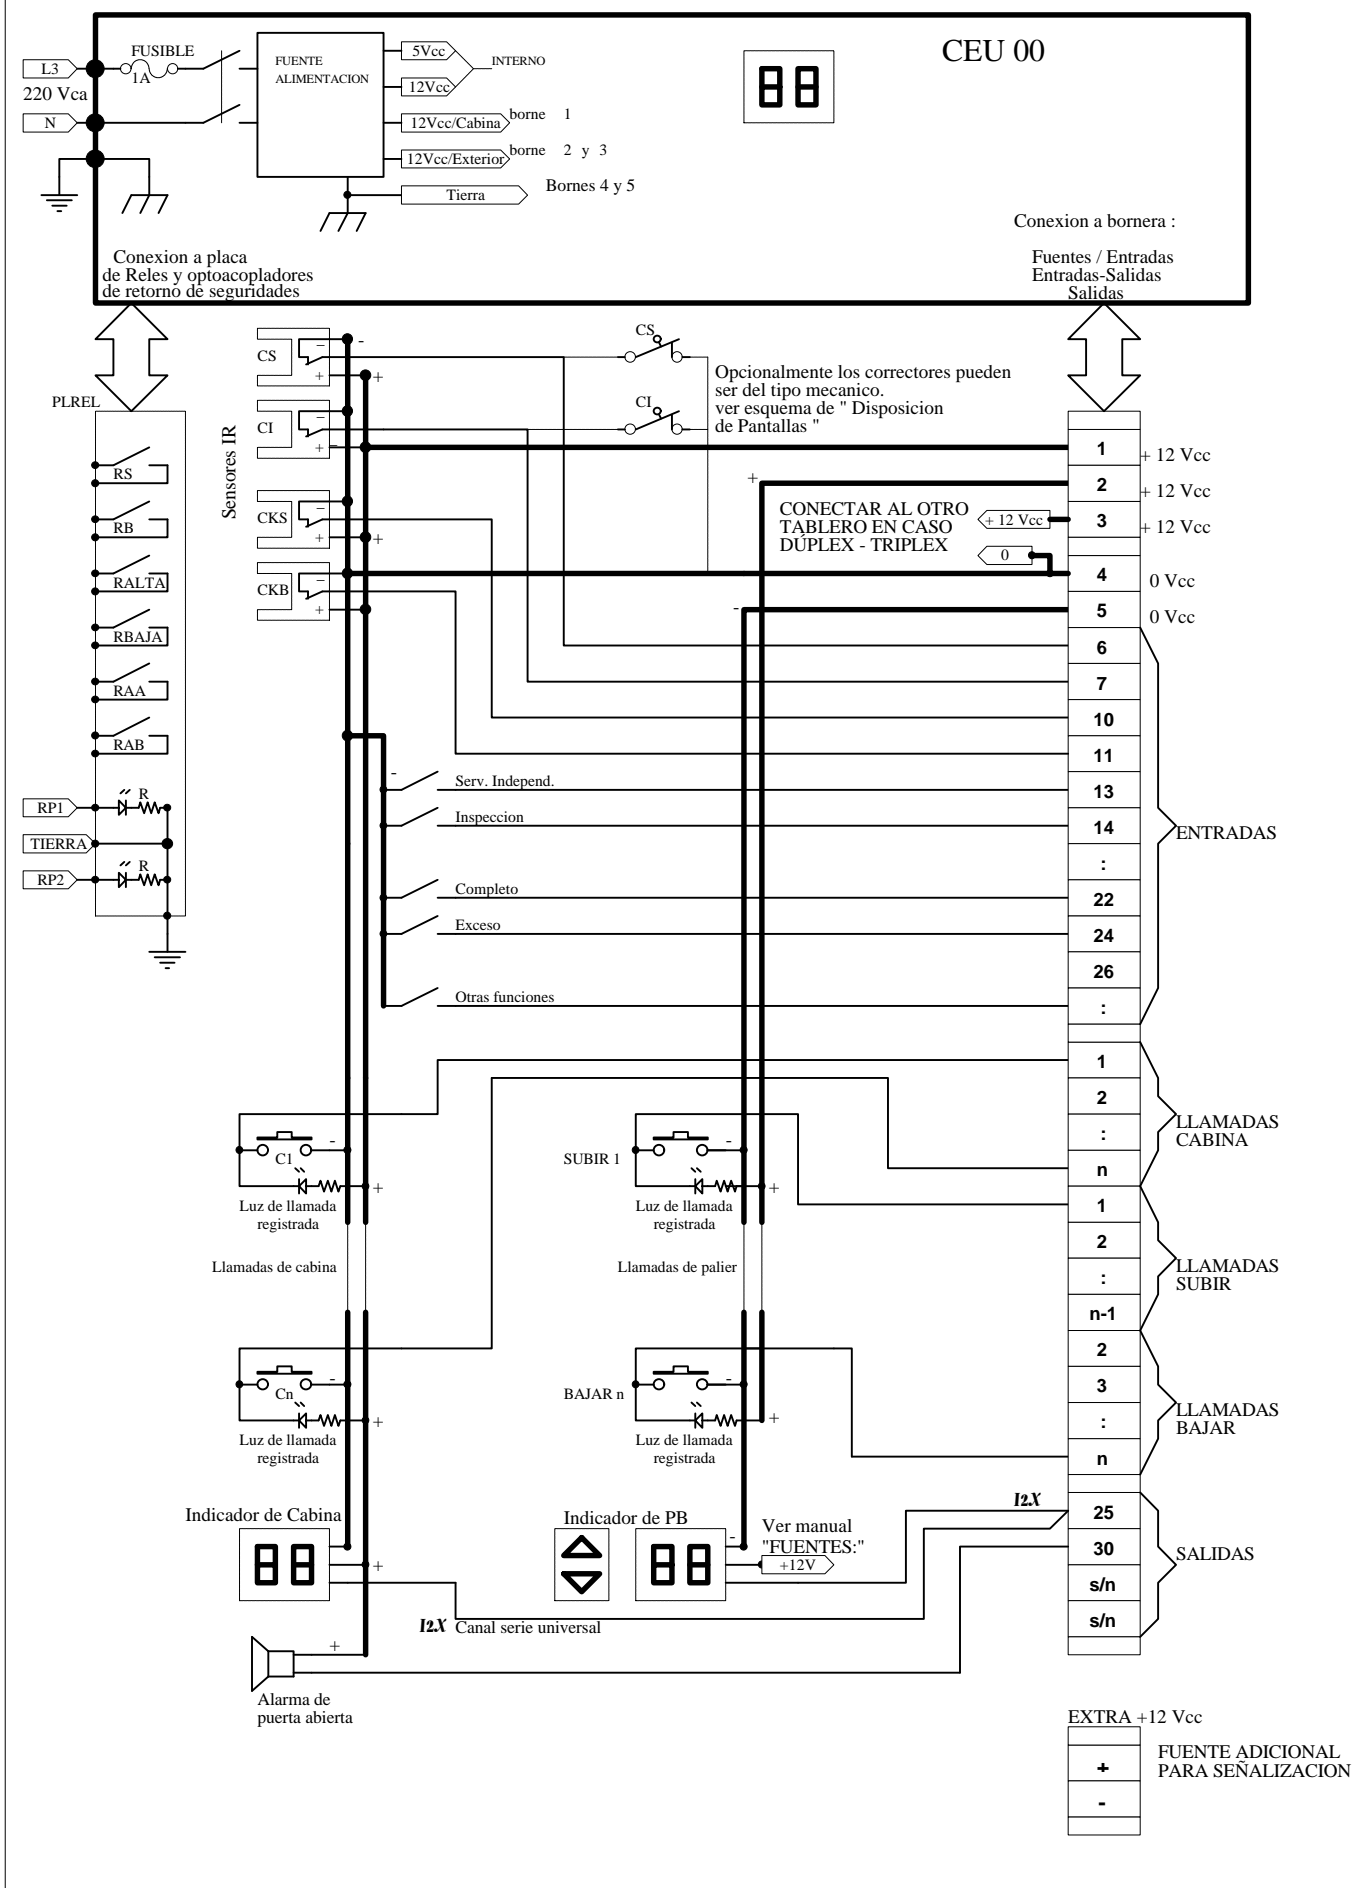 CEU 00
FUSIBLE
1A
L3
220 Vca
N
FUENTE
ALIMENTACION
5Vcc
12Vcc
INTERNO
12Vcc/Cabina
borne 1
12Vcc/Exterior
borne 2 y 3
Tierra
Bornes 4 y 5
88
Conexion a bornera :
Fuentes / Entradas
Entradas-Salidas
Salidas
Conexion a placa
de Reles y optoacopladores
de retorno de seguridades
PLREL
RS
RB
RALTA
RBAJA
RAA
RAB
RP1
R
TIERRA
RP2
R
Sensores IR
CS
- - + +
CI
- + -
CKS
- + +
CKB
- +
CS
CI
Opcionalmente los correctores pueden
ser del tipo mecanico.
ver esquema de " Disposicion
de Pantallas "
+
CONECTAR AL OTRO
TABLERO EN CASO
DÚPLEX - TRIPLEX
+ 12 Vcc
0
-
1
+ 12 Vcc
2
+ 12 Vcc
3
+ 12 Vcc
4
0 Vcc
5
0 Vcc
6
7
10
11
13
14
:
22
24
26
:
ENTRADAS
-
Serv. Independ.
Inspeccion
Completo
Exceso
Otras funciones
1
2
:
n
LLAMADAS
CABINA
1
2
:
n-1
LLAMADAS
SUBIR
2
3
:
n
LLAMADAS
BAJAR
25
30
s/n
s/n
SALIDAS
C1
-
+
Luz de llamada
registrada
Llamadas de cabina
Cn
-
+
Luz de llamada
registrada
SUBIR 1
-
+
Luz de llamada
registrada
Llamadas de palier
BAJAR n
-
+
Luz de llamada
registrada
Indicador de Cabina
88
+
Indicador de PB
88
-
Ver manual
"FUENTES:"
+12V
I2X
I2X Canal serie universal
+
Alarma de
puerta abierta
EXTRA +12 Vcc
+
-
FUENTE ADICIONAL
PARA SEÑALIZACION